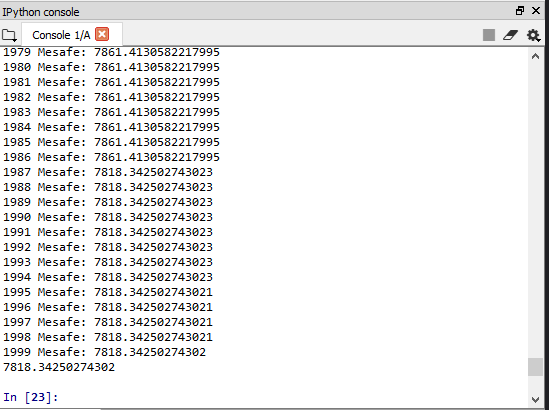 IPython console
Console 1/A
1979 Mesafe: 7861.4130582217995
1980 Mesafe: 7861.4130582217995
1981 Mesafe: 7861.4130582217995
1982 Mesafe: 7861.4130582217995
1983 Mesafe: 7861.4130582217995
1984 Mesafe: 7861.4130582217995
1985 Mesafe: 7861.4130582217995
1986 Mesafe: 7861.4130582217995
1987 Mesafe: 7818.342502743023
1988 Mesafe: 7818.342502743023
1989 Mesafe: 7818.342502743023
1990 Mesafe: 7818.342502743023
1991 Mesafe: 7818.342502743023
1992 Mesafe: 7818.342502743023
1993 Mesafe: 7818.342502743023
1994 Mesafe: 7818.342502743023
1995 Mesafe: 7818.342502743021
1996 Mesafe: 7818.342502743021
1997 Mesafe: 7818.342502743021
1998 Mesafe: 7818.342502743021
1999 Mesafe: 7818.34250274302
7818.34250274302
In [23]: